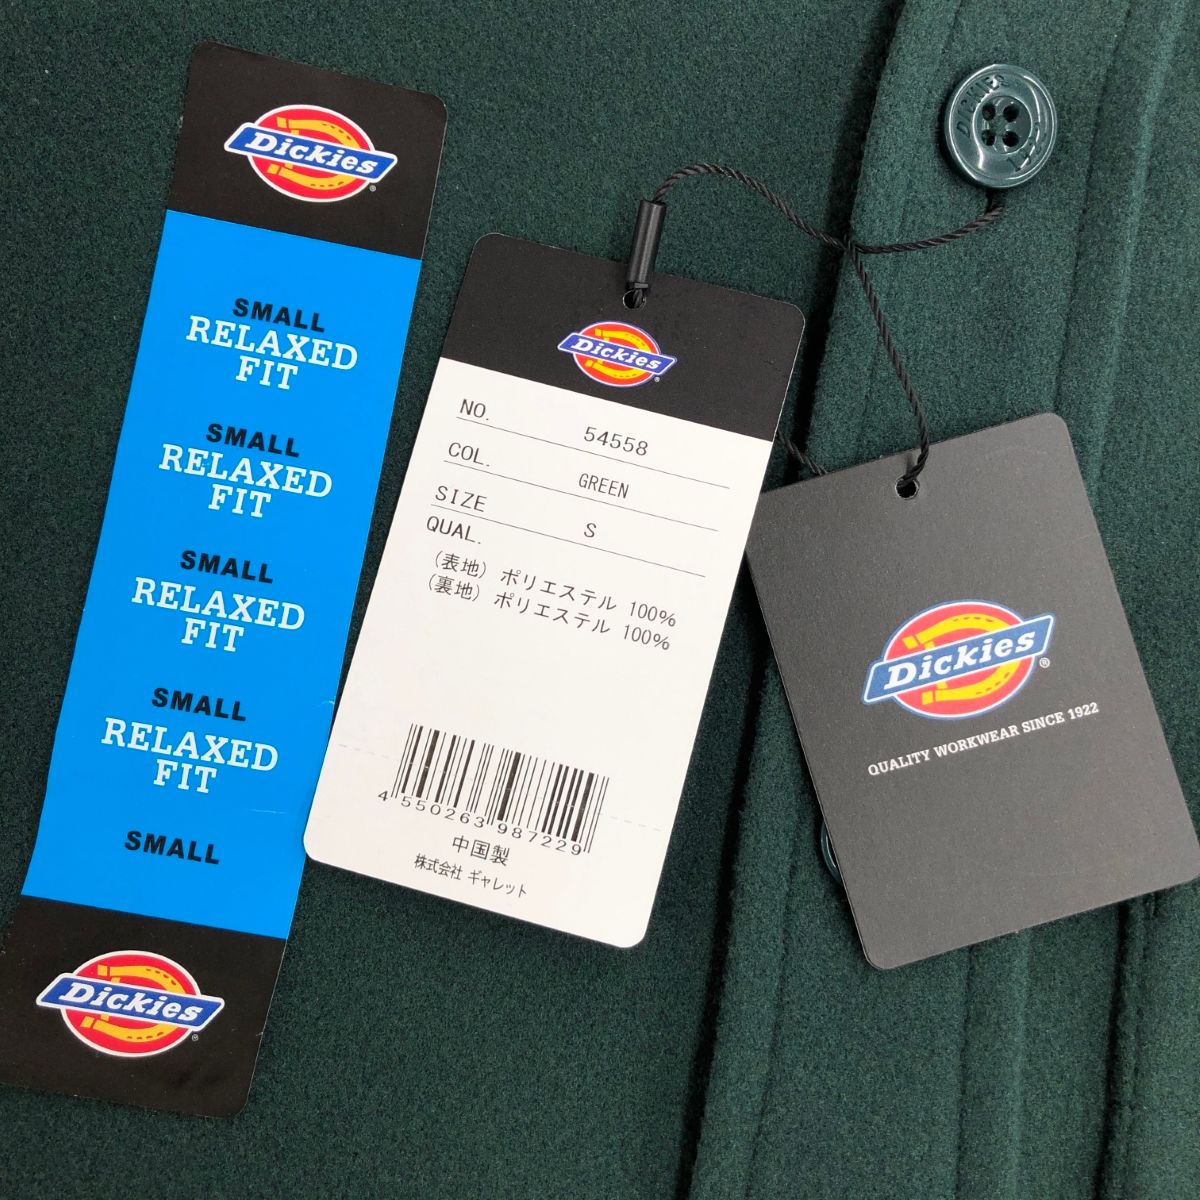 Dickies
®
SMALL
RELAXED
FIT
SMALL
RELAXED
FIT
SMALL
RELAXED
FIT
SMALL
RELAXED
FIT
SMALL
Dickies
®
Dickies
NO. 54558
COL. GREEN
SIZE S
QUAL.
(表地) ポリエステル 100%
(裏地) ポリエステル 100%
4 550263 987229
中国製
株式会社 ギャレット
DICKIES
Dickies
®
QUALITY WORKWEAR SINCE 1922